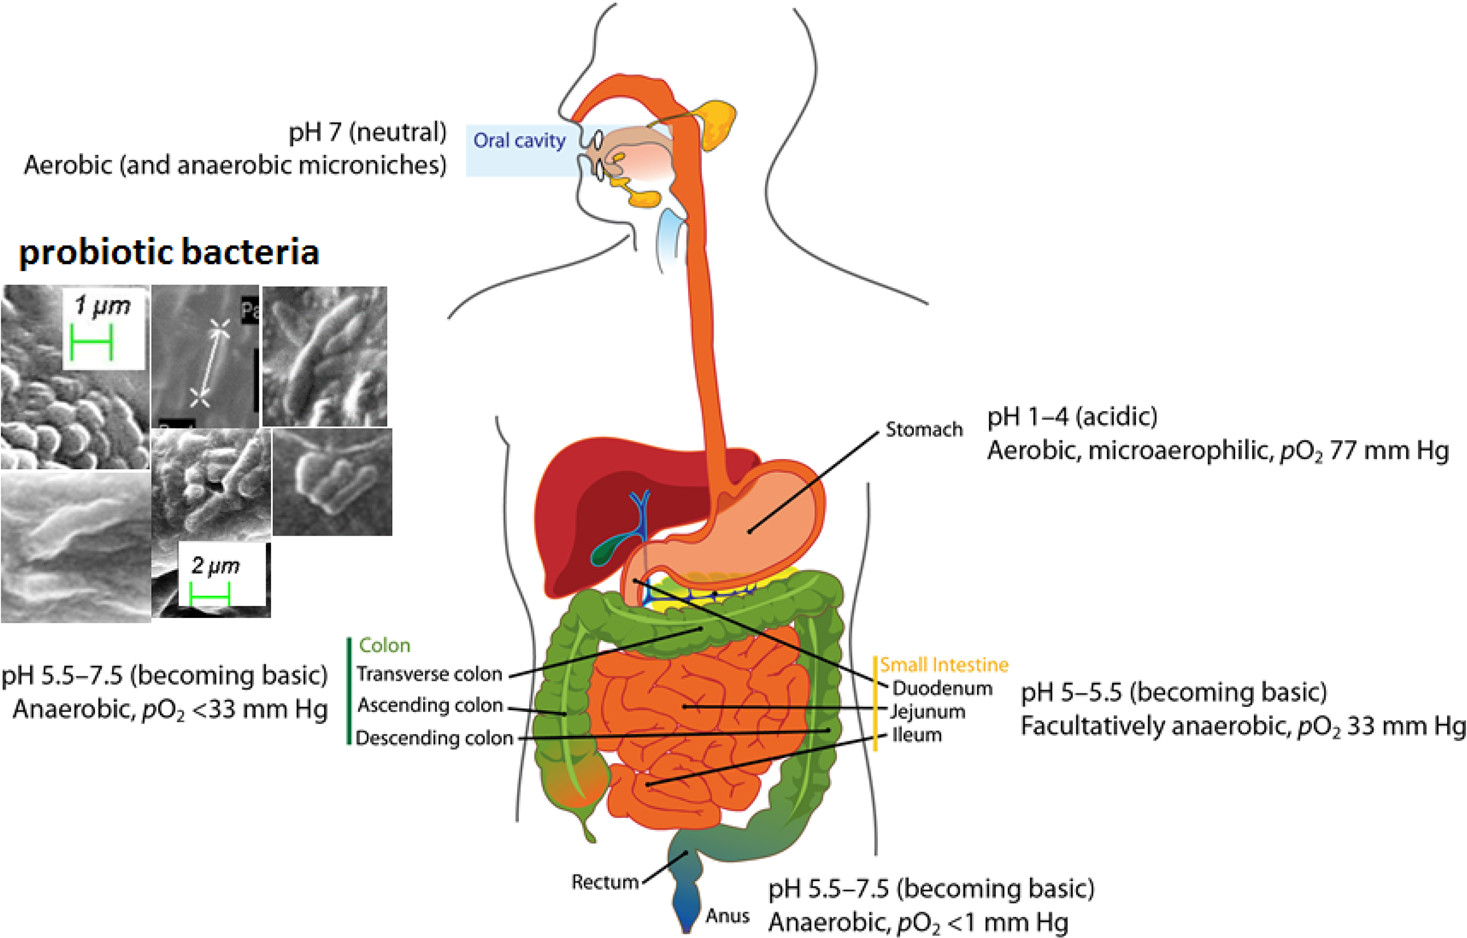 pH 7 (neutral)
Aerobic (and anaerobic microniches)
Oral cavity
probiotic bacteria
1 µm
Pa
2 µm
Stomach
pH 1–4 (acidic)
Aerobic, microaerophilic, pO₂ 77 mm Hg
Colon
Transverse colon
Ascending colon
Descending colon
pH 5.5–7.5 (becoming basic)
Anaerobic, pO₂ <33 mm Hg
Small Intestine
Duodenum
Jejunum
Ileum
pH 5–5.5 (becoming basic)
Facultatively anaerobic, pO₂ 33 mm Hg
Rectum
Anus
pH 5.5–7.5 (becoming basic)
Anaerobic, pO₂ <1 mm Hg